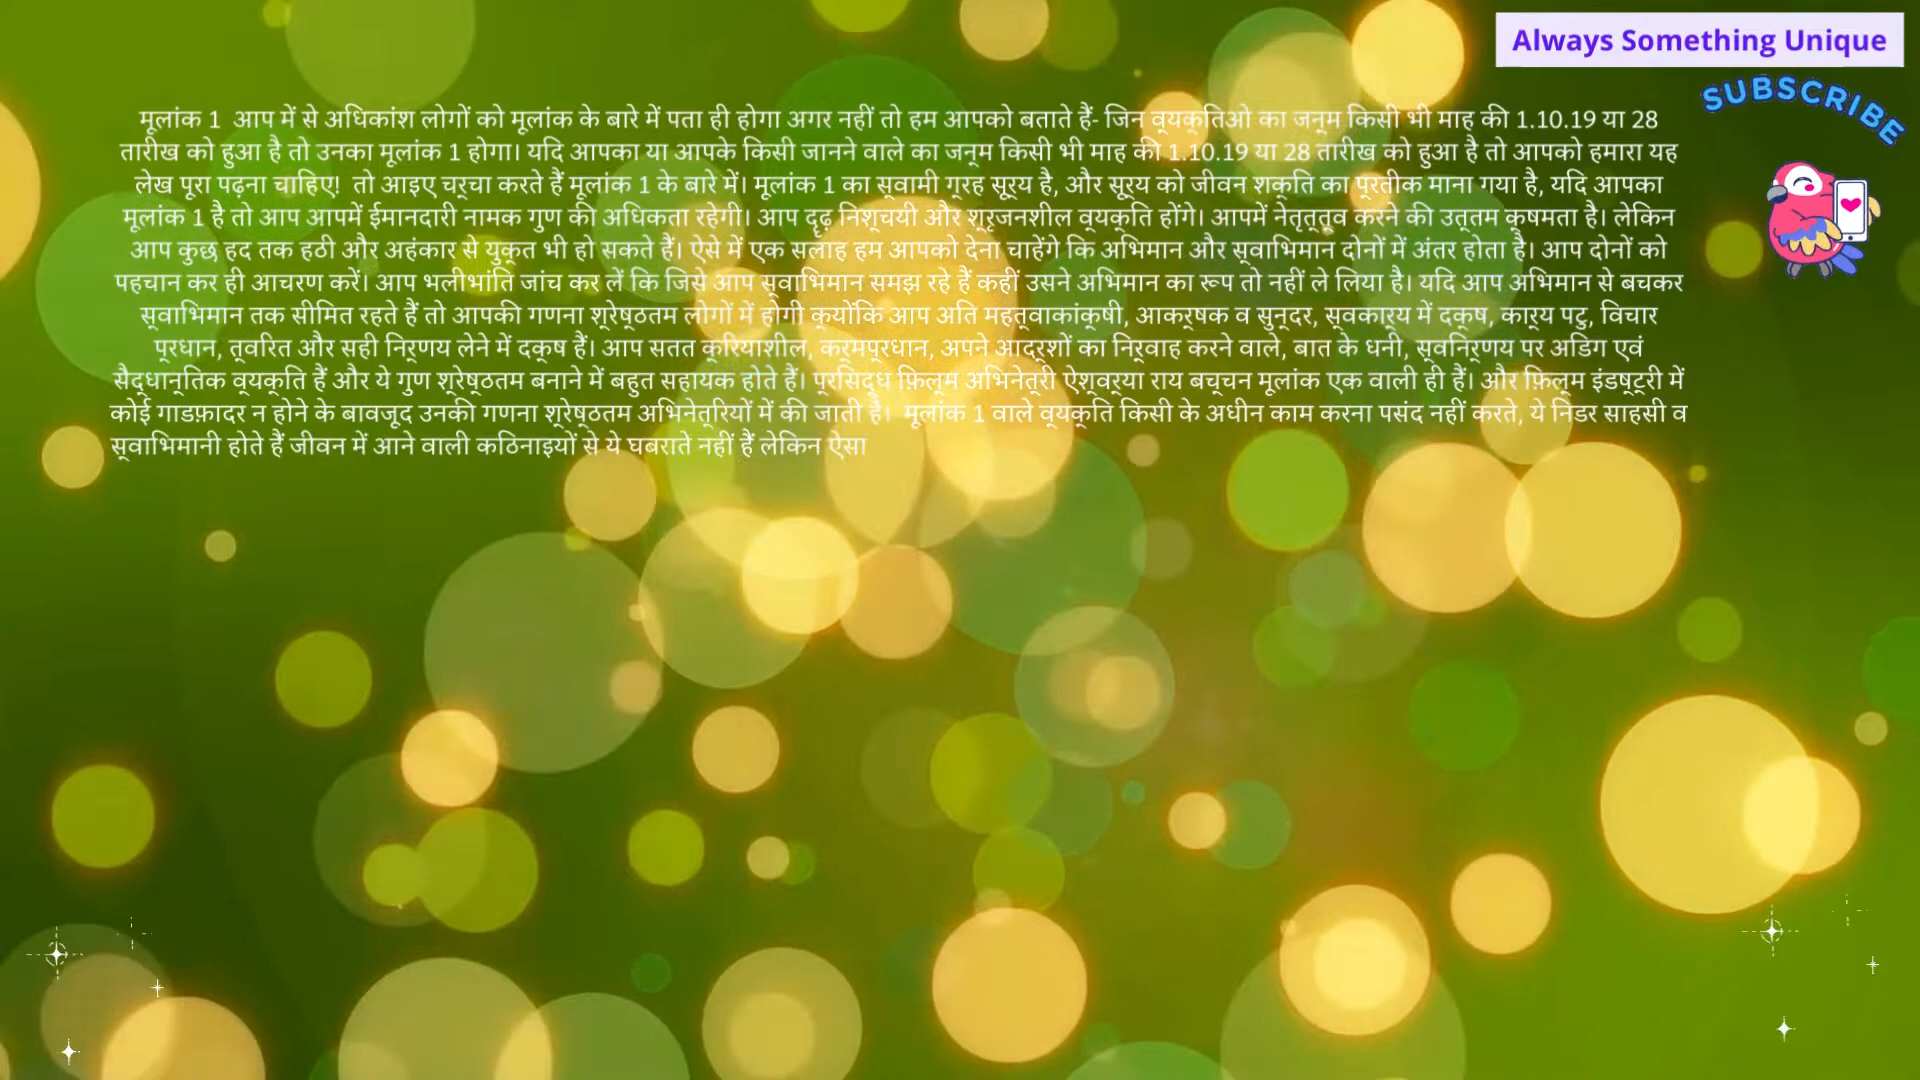 Always Something Unique
SUBSCRIBE
मूलांक 1  आप में से अधिकांश लोगों को मूलांक के बारे में पता ही होगा अगर नहीं तो हम आपको बताते हैं- जिन व्यक्तिओ का जन्म किसी भी माह की 1.10.19 या 28
तारीख को हुआ है तो उनका मूलांक 1 होगा। यदि आपका या आपके किसी जानने वाले का जन्म किसी भी माह की 1.10.19 या 28 तारीख को हुआ है तो आपको हमारा यह
लेख पूरा पढ़ना चाहिए!  तो आइए चर्चा करते हैं मूलांक 1 के बारे में। मूलांक 1 का स्वामी ग्रह सूर्य है, और सूर्य को जीवन शक्ति का प्रतीक माना गया है, यदि आपका
मूलांक 1 है तो आप आपमें ईमानदारी नामक गुण की अधिकता रहेगी। आप दृढ़ निश्चयी और श्रृजनशील व्यक्ति होंगे। आपमें नेतृत्त्व करने की उत्तम क्षमता है। लेकिन
आप कुछ हद तक हठी और अहंकार से युक्त भी हो सकते हैं। ऐसे में एक सलाह हम आपको देना चाहेंगे कि अभिमान और स्वाभिमान दोनों में अंतर होता है। आप दोनों को
पहचान कर ही आचरण करें। आप भलीभांति जांच कर लें कि जिसे आप स्वाभिमान समझ रहे हैं कहीं उसने अभिमान का रूप तो नहीं ले लिया है। यदि आप अभिमान से बचकर
स्वाभिमान तक सीमित रहते हैं तो आपकी गणना श्रेष्ठतम लोगों में होगी क्योंकि आप अति महत्वाकांक्षी, आकर्षक व सुन्दर, स्वकार्य में दक्ष, कार्य पटु, विचार
प्रधान, त्वरित और सही निर्णय लेने में दक्ष हैं। आप सतत क्रियाशील, कर्मप्रधान, अपने आदर्शों का निर्वाह करने वाले, बात के धनी, स्वनिर्णय पर अडिग एवं
सैद्धान्तिक व्यक्ति हैं और ये गुण श्रेष्ठतम बनाने में बहुत सहायक होते हैं। प्रसिद्ध फ़िल्म अभिनेत्री ऐश्वर्या राय बच्चन मूलांक एक वाली ही हैं। और फ़िल्म इंडष्ट्री में
कोई गाडफ़ादर न होने के बावजूद उनकी गणना श्रेष्ठतम अभिनेत्रियों में की जाती है।  मूलांक 1 वाले व्यक्ति किसी के अधीन काम करना पसंद नहीं करते, ये निडर साहसी व
स्वाभिमानी होते हैं जीवन में आने वाली कठिनाइयों से ये घबराते नहीं हैं लेकिन ऐसा